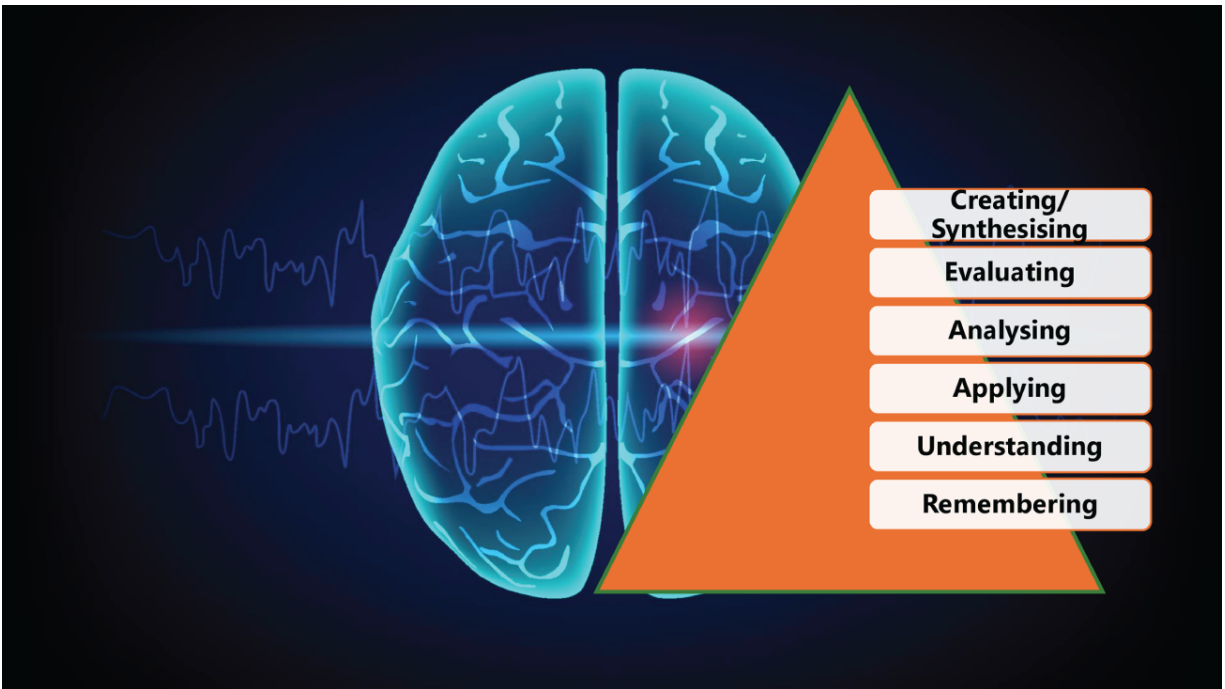 Creating/
Synthesising
Evaluating
Analysing
Applying
Understanding
Remembering